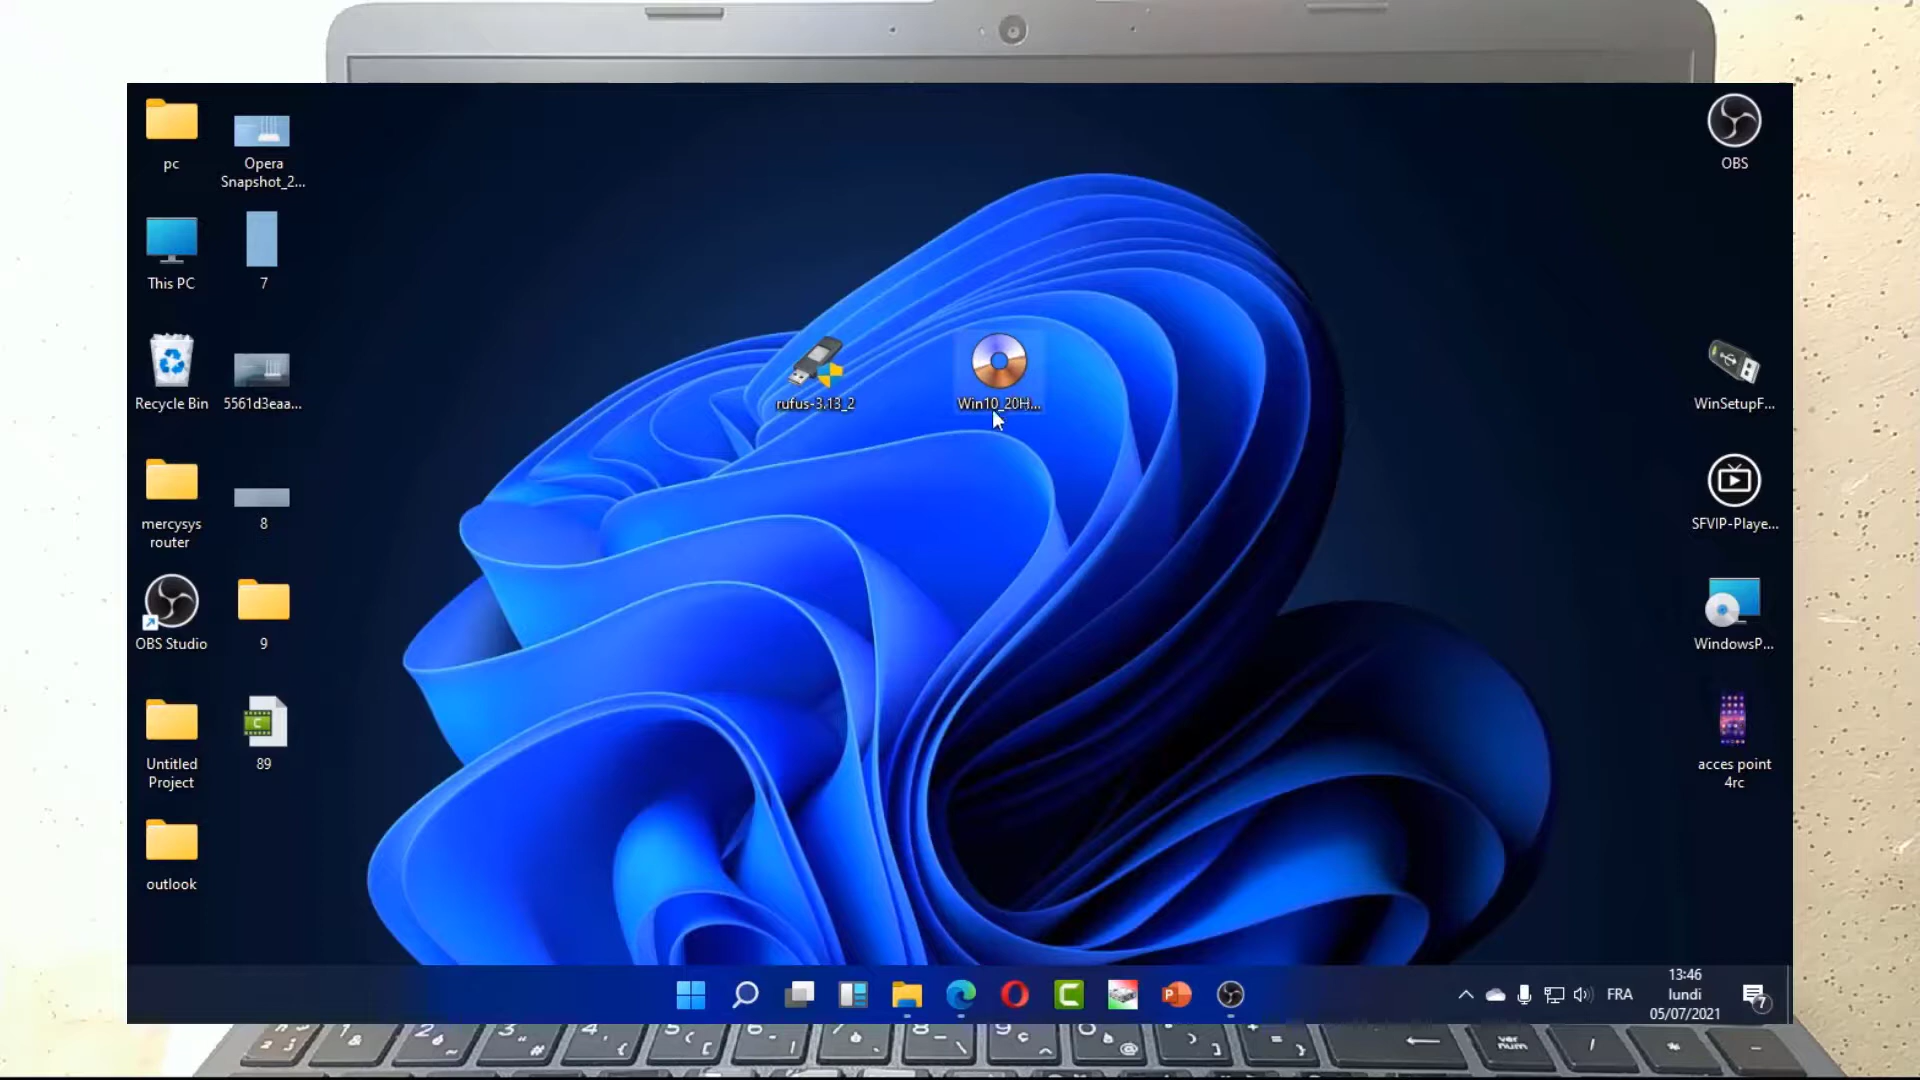 pc
Opera
Snapshot_2...
OBS
This PC
7
Recycle Bin
5561d3eaa...
rufus-3.13_2
Win10_20H...
WinSetupF...
mercysys
router
8
SFVIP-Playe...
OBS Studio
9
WindowsP...
Untitled
Project
89
acces point
4rc
outlook
FRA
13:46
lundi
05/07/2021
7